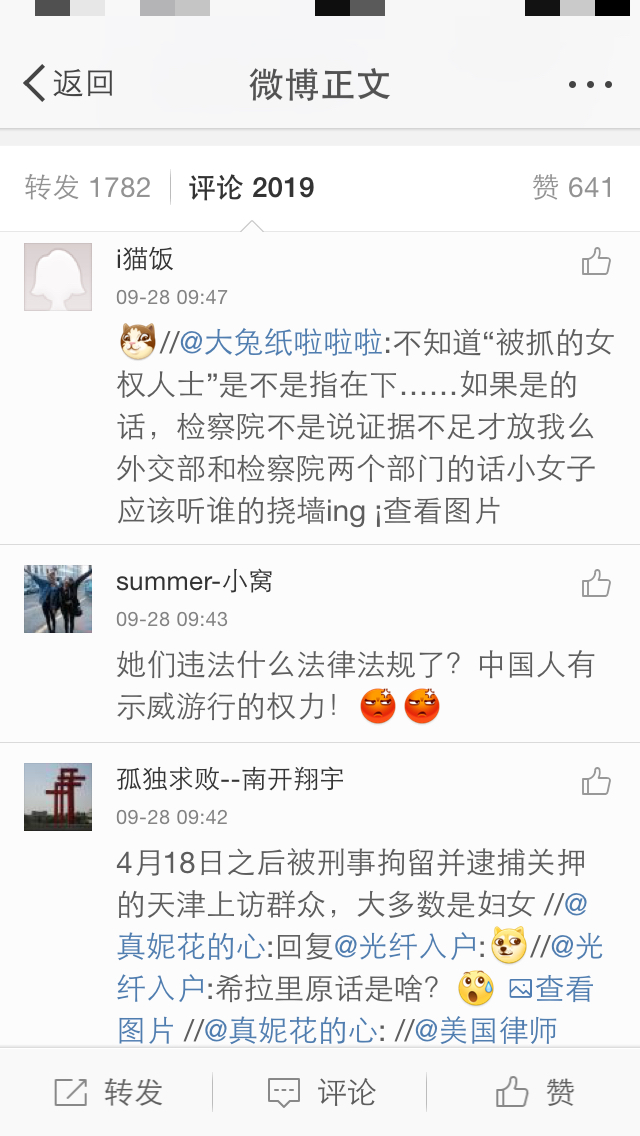 返回
微博正文
转发 1782
评论 2019
赞 641
i猫饭
09-28 09:47
//@大兔纸啦啦啦:不知道“被抓的女
权人士”是不是指在下……如果是的
话，检察院不是说证据不足才放我么
外交部和检察院两个部门的话小女子
应该听谁的挠墙ing ¡查看图片
summer-小窝
09-28 09:43
她们违法什么法律法规了？中国人有
示威游行的权力！
孤独求败--南开翔宇
09-28 09:42
4月18日之后被刑事拘留并逮捕关押
的天津上访群众，大多数是妇女 //@
真妮花的心:回复@光纤入户: //@光
纤入户:希拉里原话是啥？ 查看
图片 //@真妮花的心: //@美国律师
转发
评论
赞